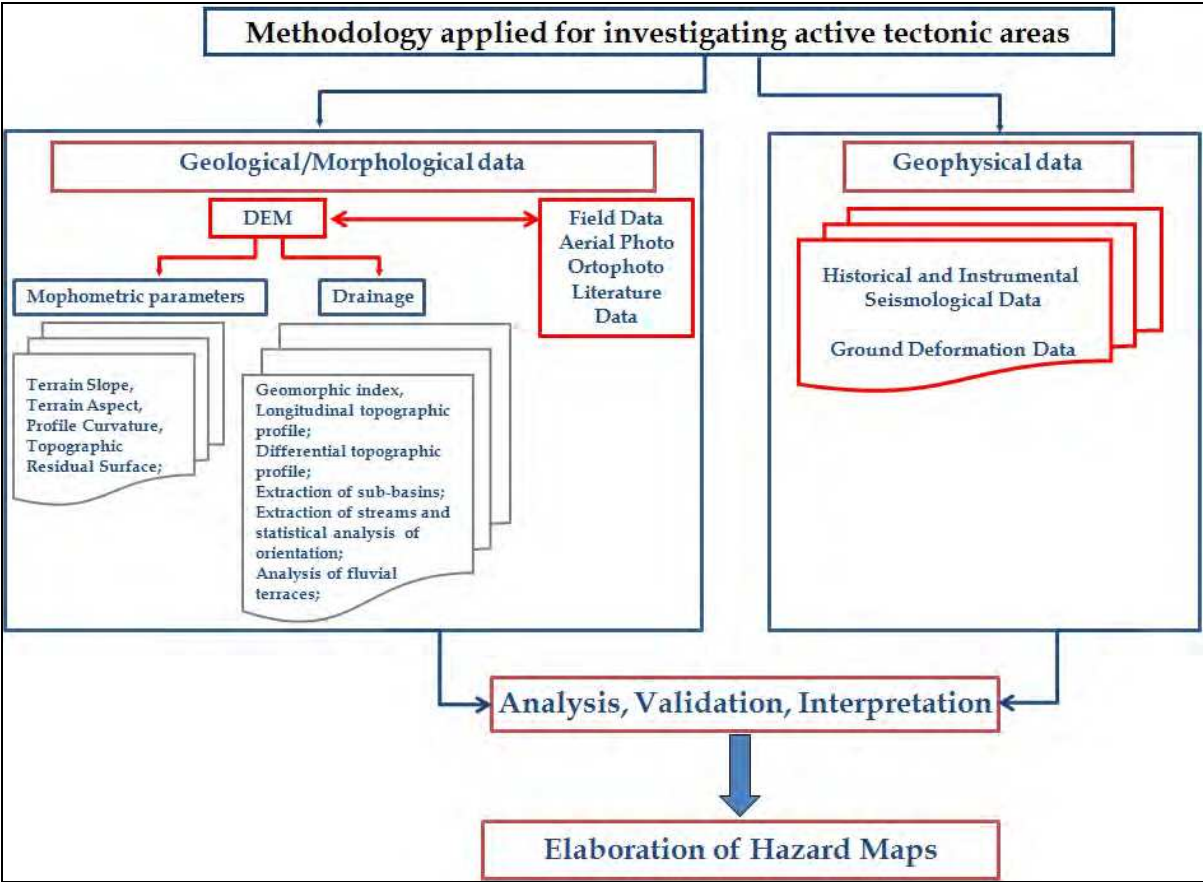 Methodology applied for investigating active tectonic areas
Geological/Morphological data
DEM
Field Data
Aerial Photo
Ortophoto
Literature
Data
Mophometric parameters
Drainage
Terrain Slope,
Terrain Aspect,
Profile Curvature,
Topographic
Residual Surface;
Geomorphic index,
Longitudinal topographic
profile;
Differential topographic
profile;
Extraction of sub-basins;
Extraction of streams and
statistical analysis of
orientation;
Analysis of fluvial
terraces;
Geophysical data
Historical and Instrumental
Seismological Data
Ground Deformation Data
Analysis, Validation, Interpretation
Elaboration of Hazard Maps